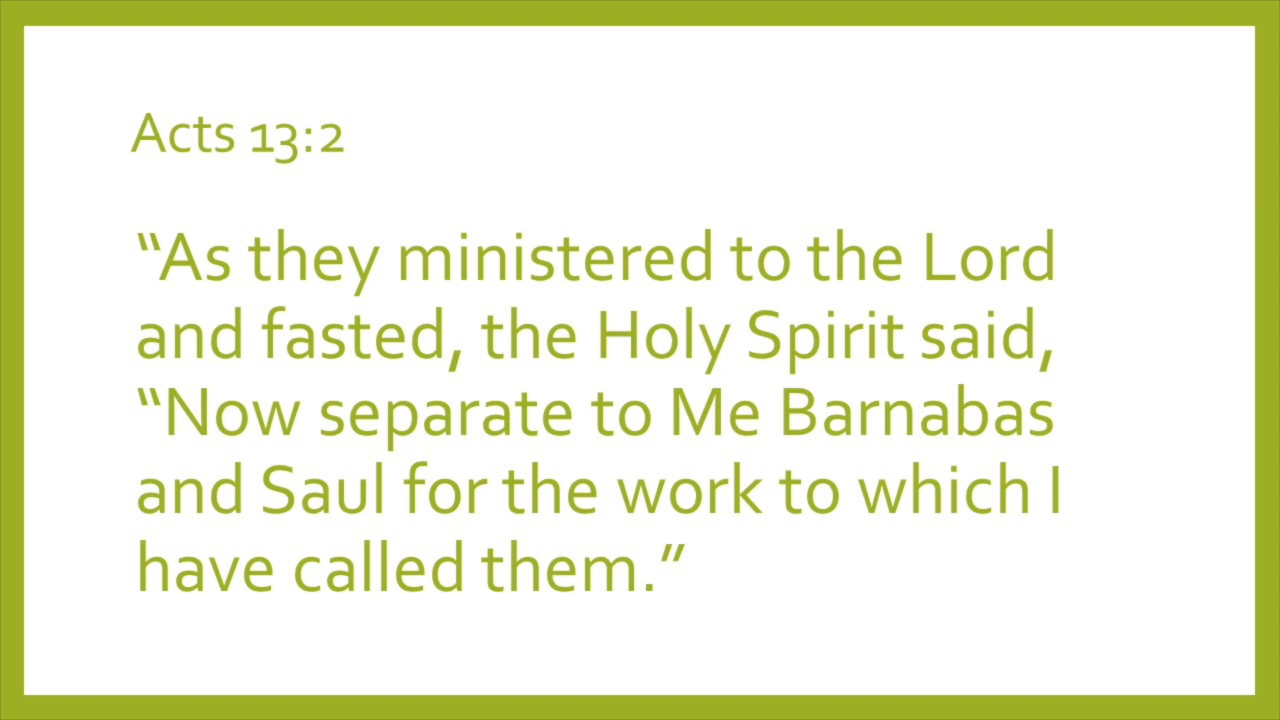 Acts 13:2
“As they ministered to the Lord
and fasted, the Holy Spirit said,
“Now separate to Me Barnabas
and Saul for the work to which I
have called them.”